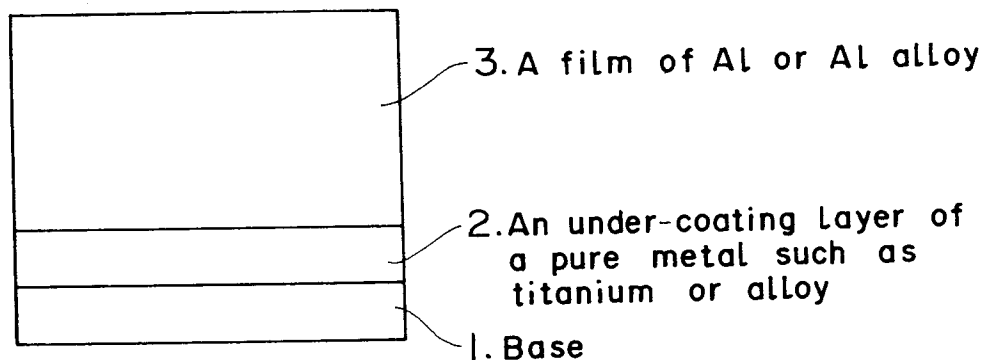 3. A film of Al or Al alloy
2. An under-coating layer of
a pure metal such as
titanium or alloy
1. Base